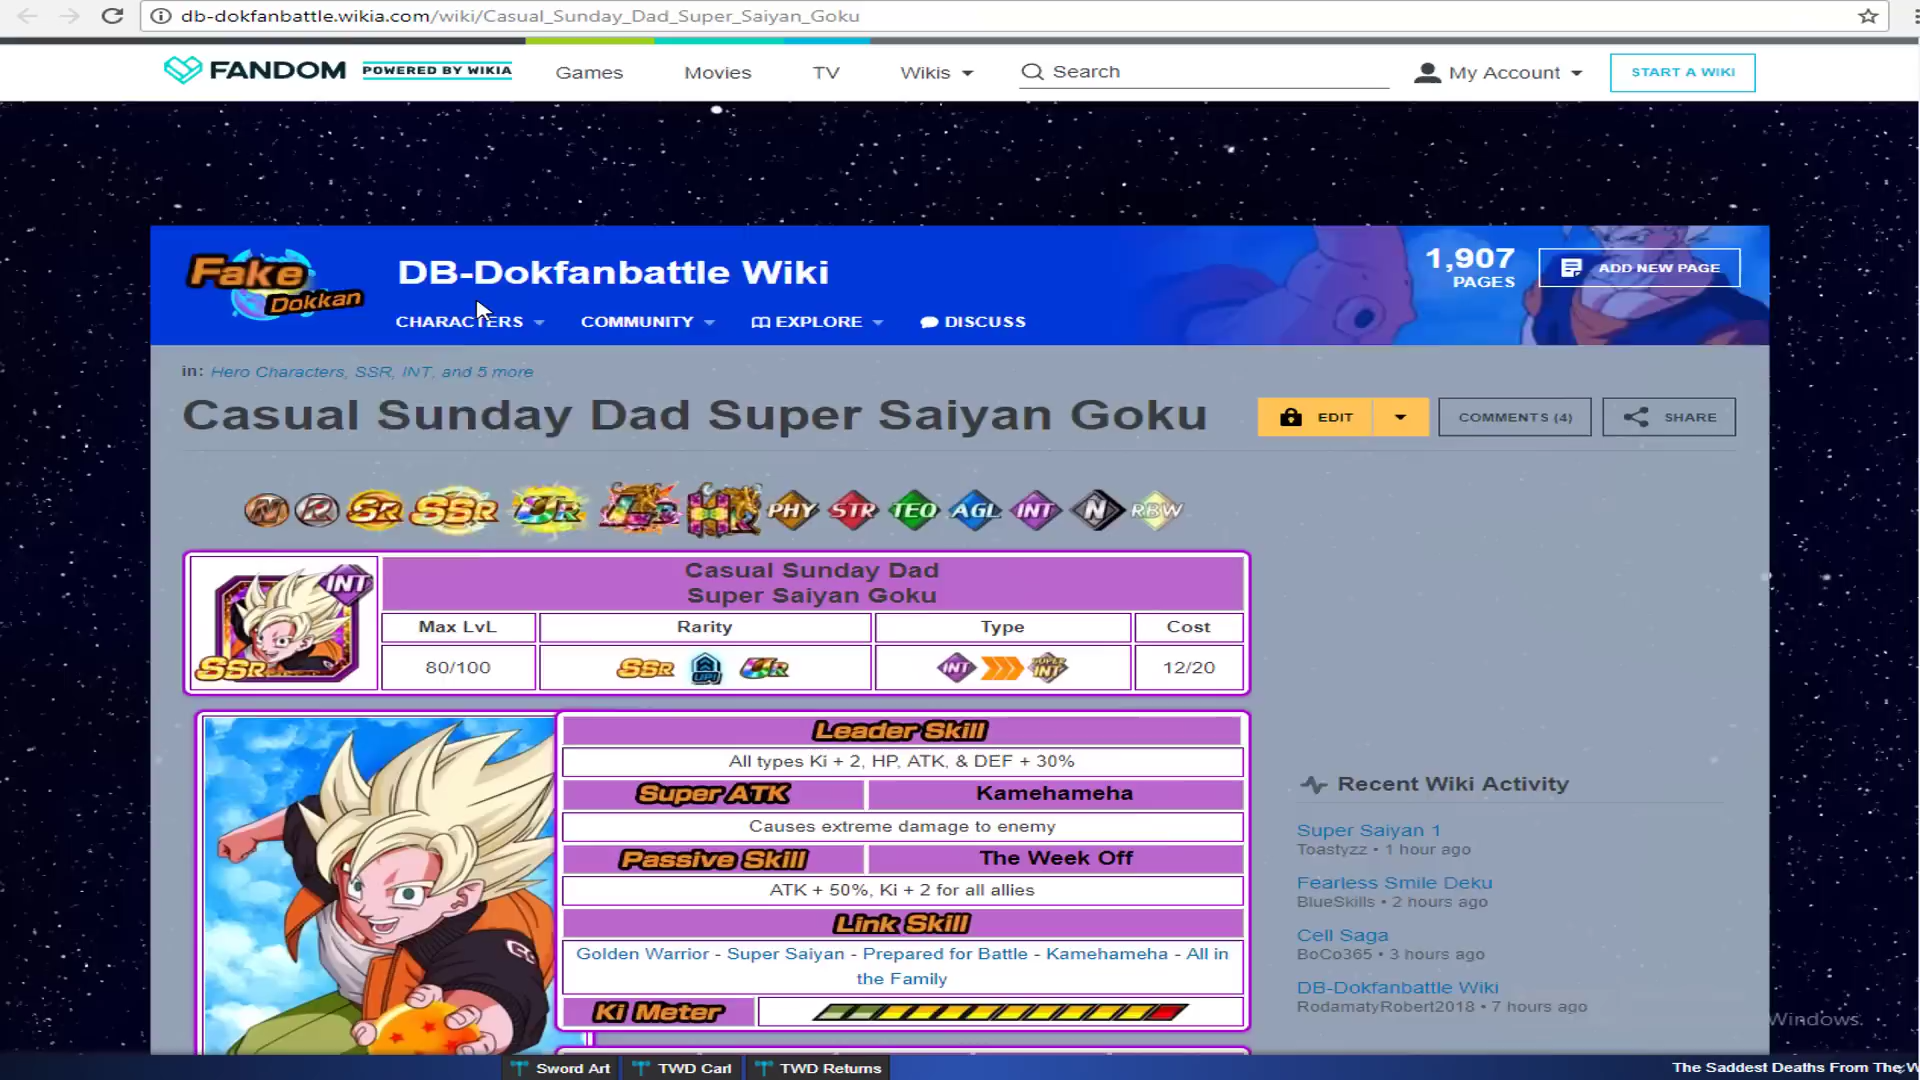 db-dokfanbattle.wikia.com/wiki/Casual_Sunday_Dad_Super_Saiyan_Goku
FANDOM POWERED BY WIKIA Games Movies TV Wikis Search My Account START A WIKI
Fake Dokkan
DB-Dokfanbattle Wiki
1,907 PAGES
ADD NEW PAGE
CHARACTERS COMMUNITY EXPLORE DISCUSS
in: Hero Characters, SSR, INT, and 5 more
Casual Sunday Dad Super Saiyan Goku
EDIT COMMENTS (4) SHARE
N R SR SSR UR LR HR PHY STR TEQ AGL INT N RBW
INT
SSR
Casual Sunday Dad
Super Saiyan Goku
Max LvL Rarity Type Cost
80/100 SSR UP! UR INT SUPER INT 12/20
Leader Skill
All types Ki + 2, HP, ATK, & DEF + 30%
Super ATK Kamehameha
Causes extreme damage to enemy
Passive Skill The Week Off
ATK + 50%, Ki + 2 for all allies
Link Skill
Golden Warrior - Super Saiyan - Prepared for Battle - Kamehameha - All in
the Family
Ki Meter
Recent Wiki Activity
Super Saiyan 1
Toastyzz • 1 hour ago
Fearless Smile Deku
BlueSkills • 2 hours ago
Cell Saga
BoCo365 • 3 hours ago
DB-Dokfanbattle Wiki
RodamatyRobert2018 • 7 hours ago
Windows.
Sword Art TWD Carl TWD Returns The Saddest Deaths From The W